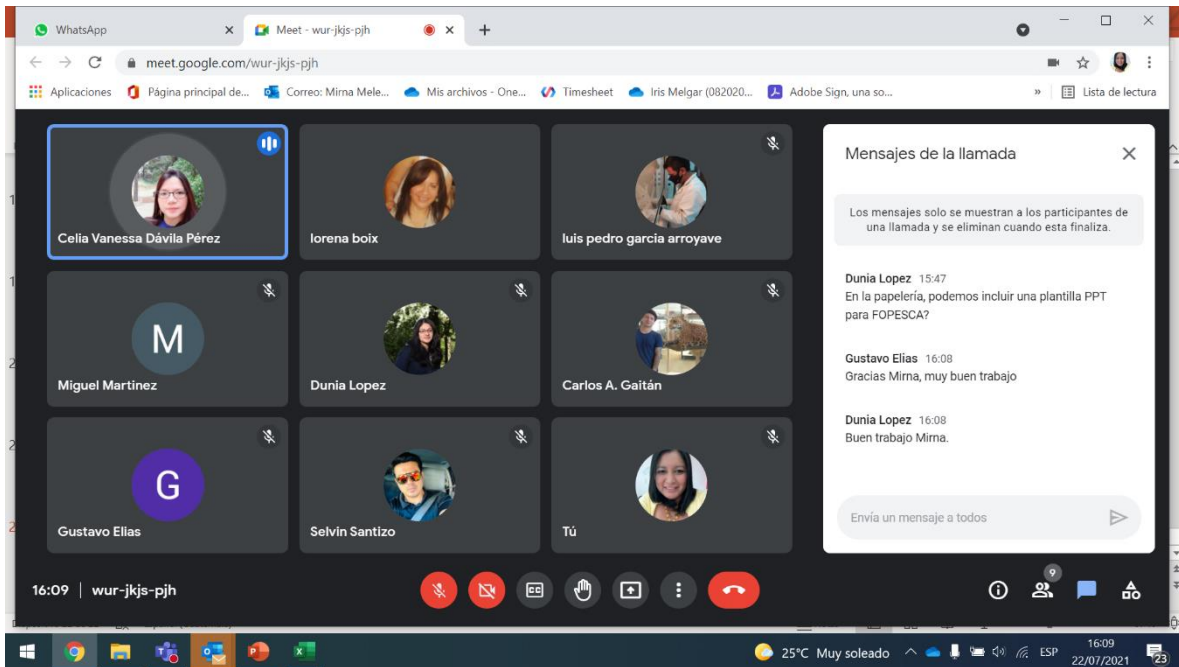 WhatsApp
Meet - wur-jkjs-pjh
meet.google.com/wur-jkjs-pjh
Aplicaciones
Página principal de...
Correo: Mirna Mele...
Mis archivos - One...
Timesheet
Iris Melgar (082020...
Adobe Sign, una so...
»
Lista de lectura
Celia Vanessa Dávila Pérez
lorena boix
luis pedro garcia arroyave
M
Miguel Martinez
Dunia Lopez
Carlos A. Gaitán
G
Gustavo Elias
Selvin Santizo
Tú
Mensajes de la llamada
Los mensajes solo se muestran a los participantes de
una llamada y se eliminan cuando esta finaliza.
Dunia Lopez 15:47
En la papelería, podemos incluir una plantilla PPT
para FOPESCA?
Gustavo Elias 16:08
Gracias Mirna, muy buen trabajo
Dunia Lopez 16:08
Buen trabajo Mirna.
Envía un mensaje a todos
16:09 | wur-jkjs-pjh
9
25°C Muy soleado
ESP
16:09
22/07/2021
23